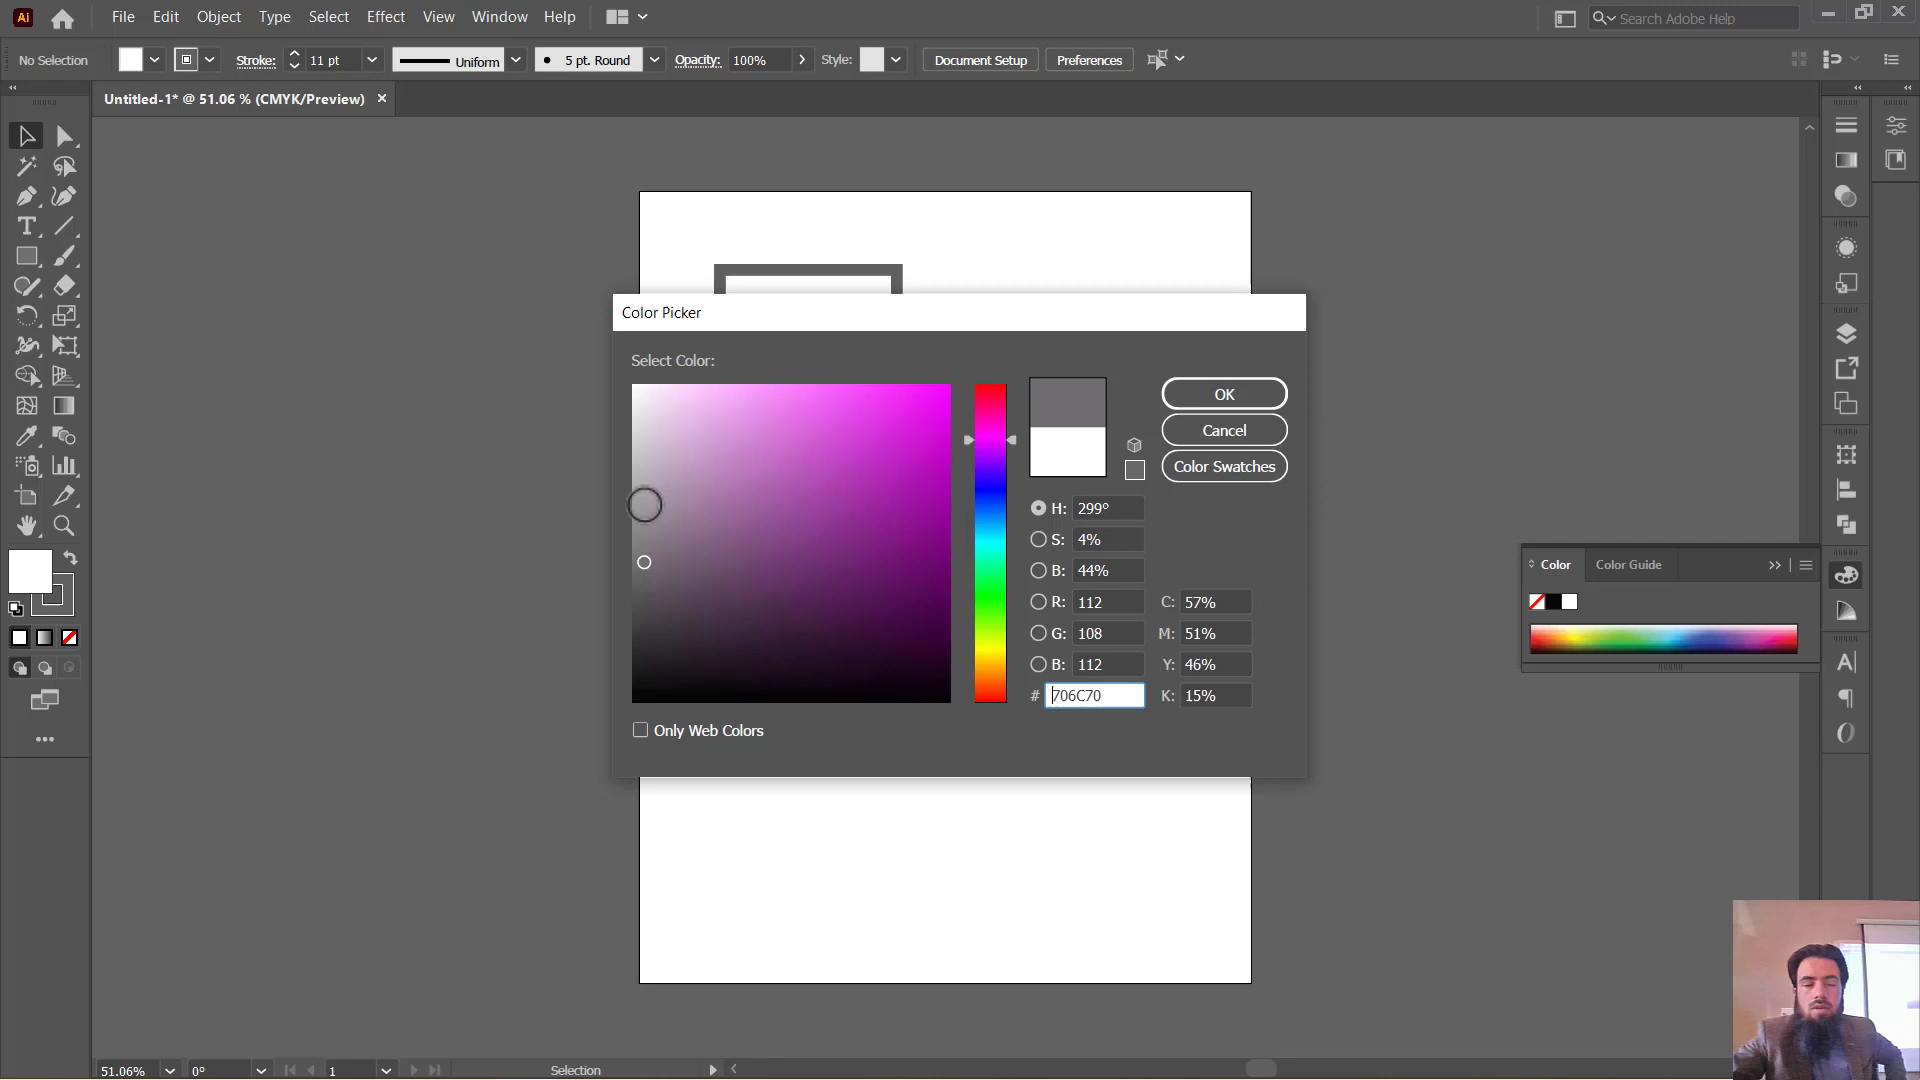 Ai File Edit Object Type Select Effect View Window Help Search Adobe Help
No Selection Stroke: 11 pt Uniform 5 pt. Round Opacity: 100% Style: Document Setup Preferences
Untitled-1* @ 51.06 % (CMYK/Preview)
Color Picker
Select Color:
OK
Cancel
Color Swatches
H: 299°
S: 4%
B: 44%
R: 112 C: 57%
G: 108 M: 51%
B: 112 Y: 46%
# 706C70 K: 15%
Only Web Colors
Color Color Guide
51.06% 0° 1 Selection